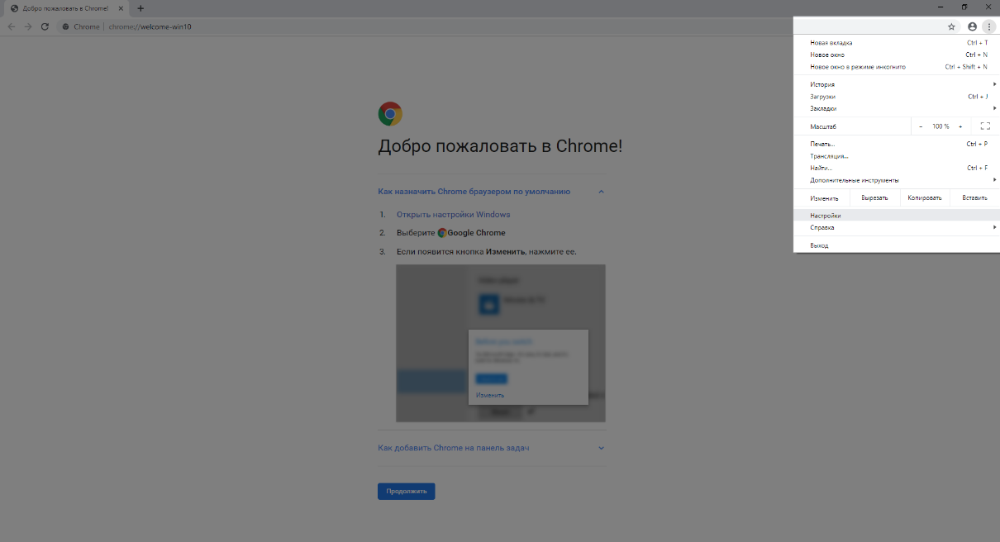 Добро пожаловать в Chrome!
Chrome | chrome://welcome-win10
Новая вкладка Ctrl + T
Новое окно Ctrl + N
Новое окно в режиме инкогнито Ctrl + Shift + N
История
Загрузки Ctrl + J
Закладки
Масштаб - 100 % +
Печать... Ctrl + P
Трансляция...
Найти... Ctrl + F
Дополнительные инструменты
Изменить Вырезать Копировать Вставить
Настройки
Справка
Выход
Добро пожаловать в Chrome!
Как назначить Chrome браузером по умолчанию
1. Открыть настройки Windows
2. Выберите Google Chrome
3. Если появится кнопка Изменить, нажмите ее.
Изменить
Как добавить Chrome на панель задач
Продолжить